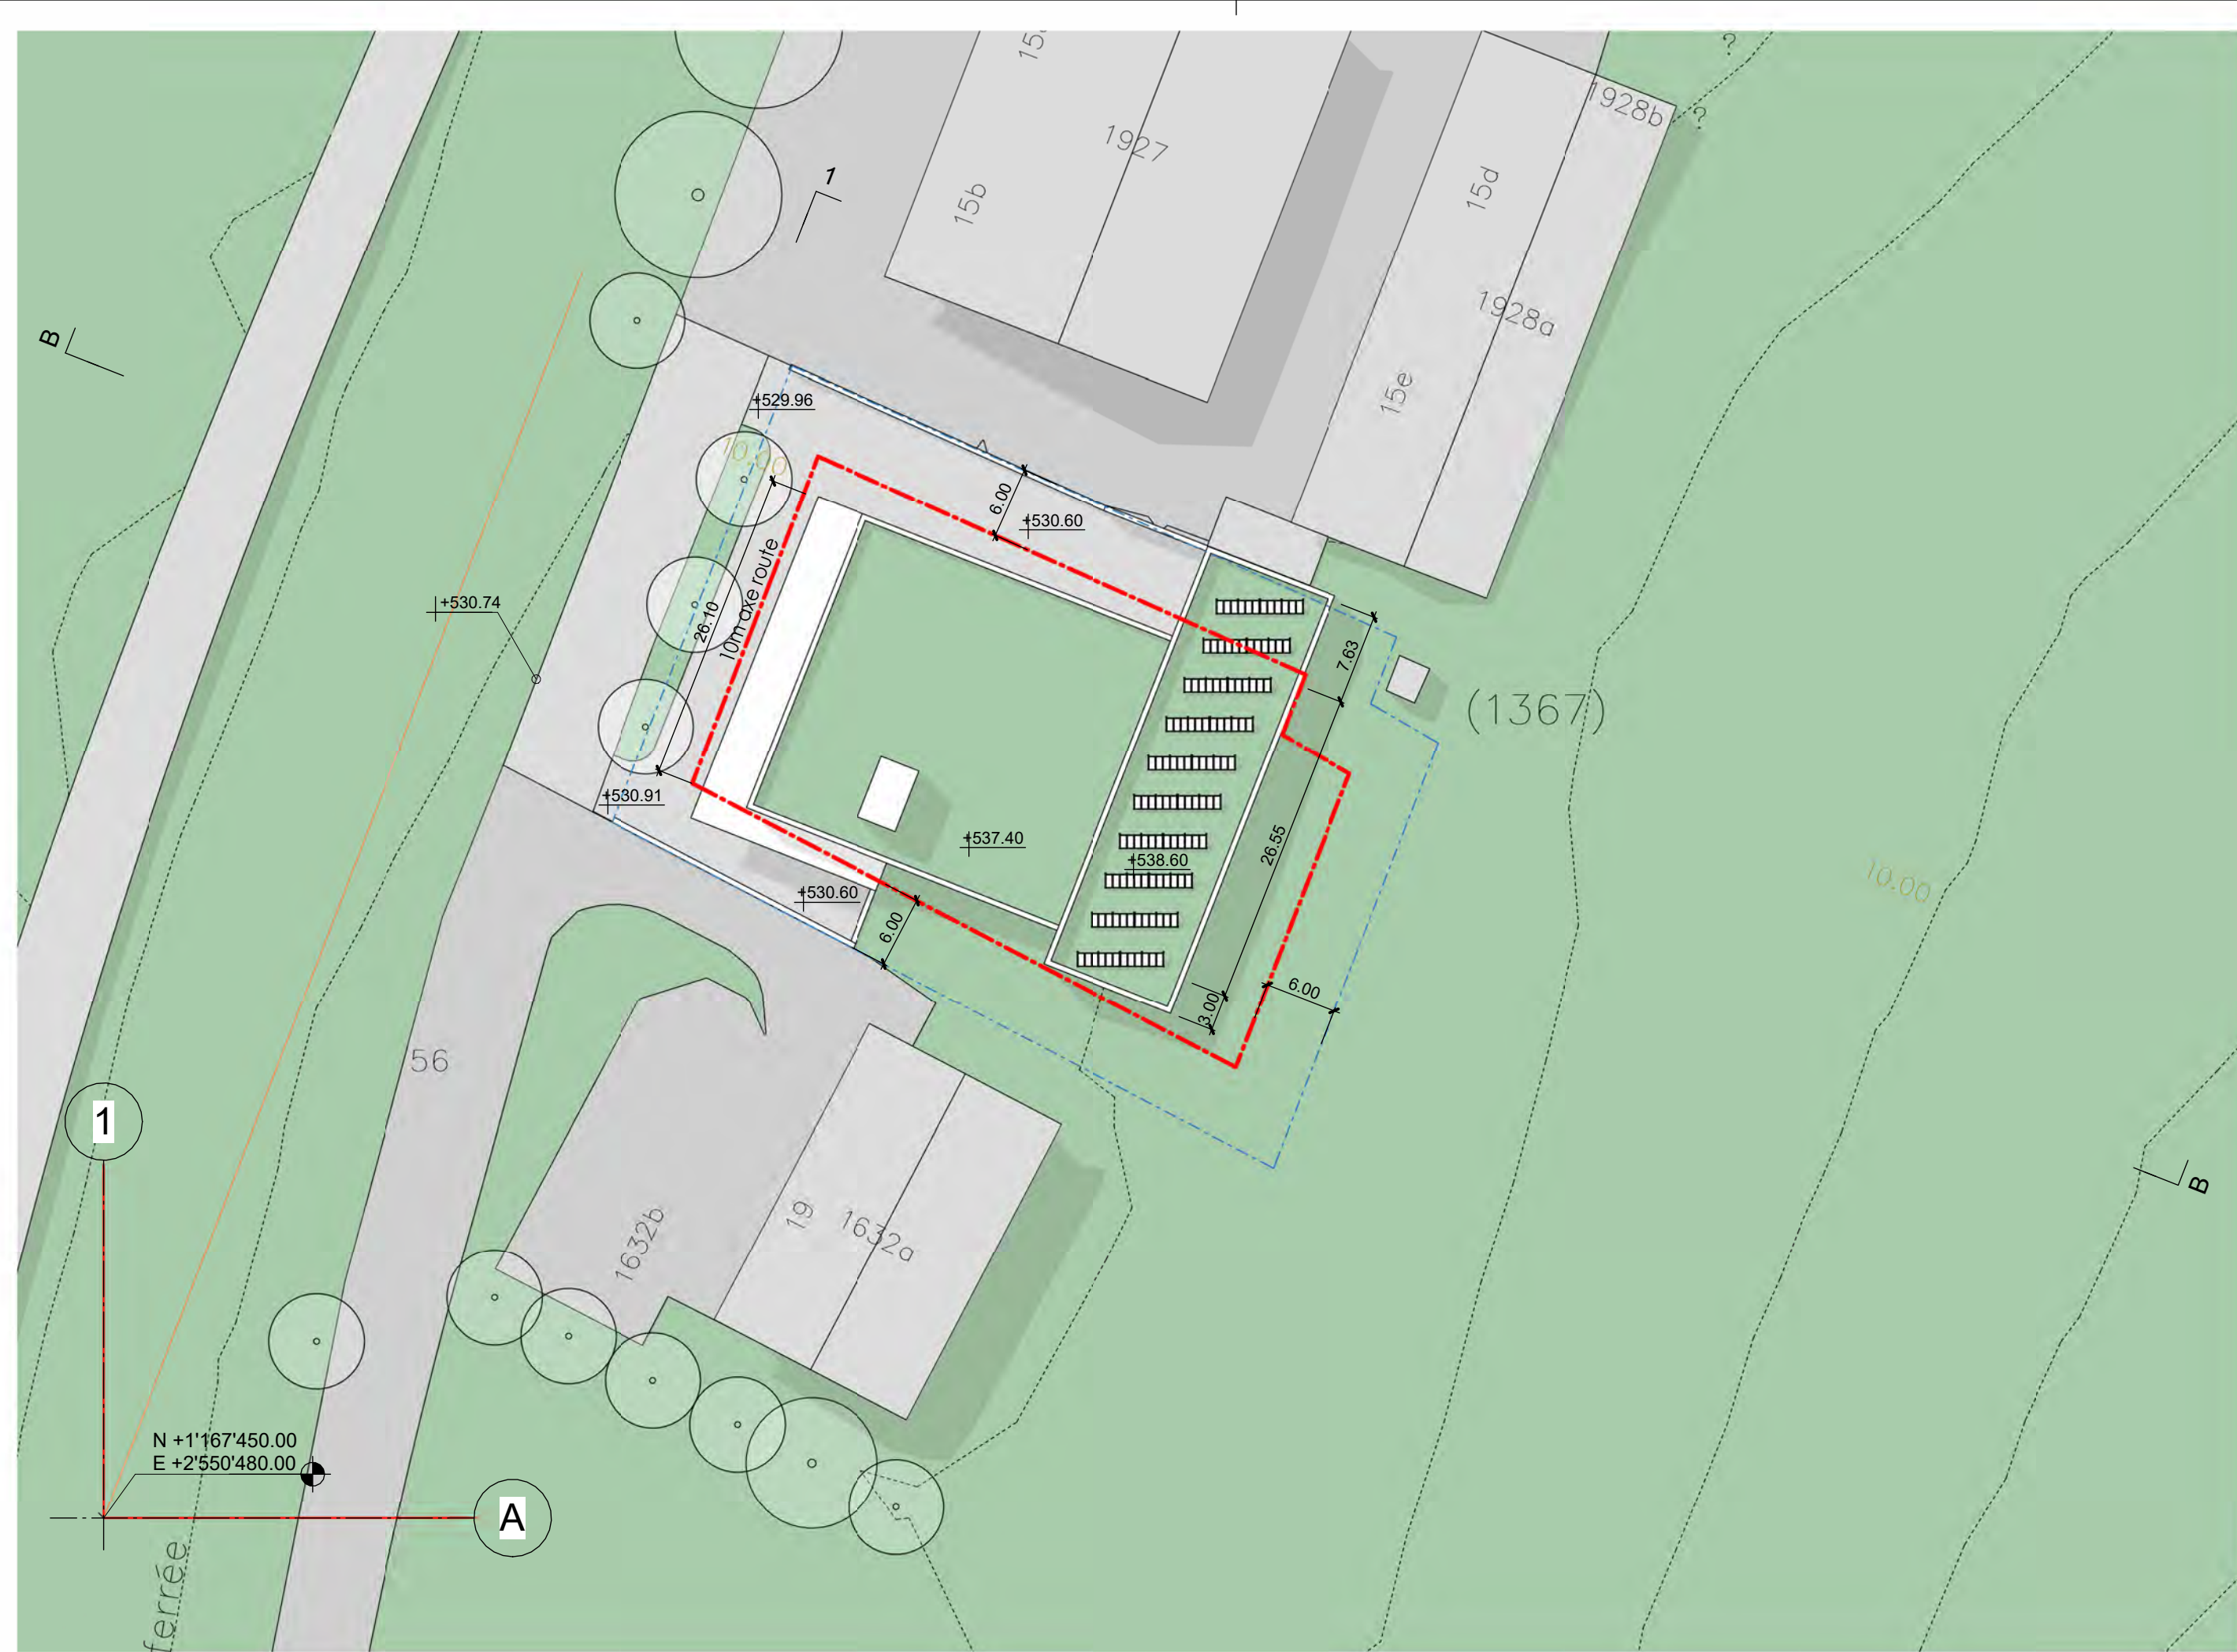 ?
1928b
?
1927
15b
15d
1
1928a
B
15e
+529.96
10.00
6.00
+530.60
10m axe route
26.10
+530.74
7.63
(1367)
+530.91
+537.40
26.55
+538.60
10.00
+530.60
6.00
6.00
3.00
56
1
B
19
1632a
1632b
N +1'167'450.00
E +2'550'480.00
A
ferrée